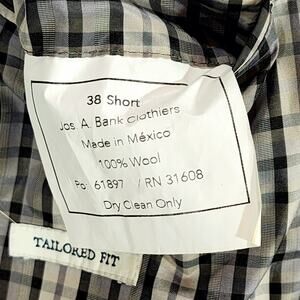 38 Short
Jos. A. Bank Clothiers
Made in México
100% Wool
Po: 61897 / RN 31608
Dry Clean Only
TAILORED FIT